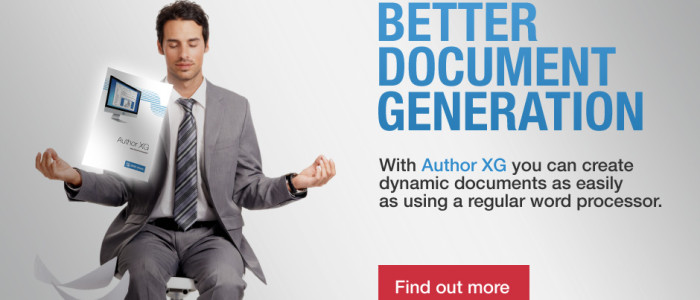 BETTER
DOCUMENT
GENERATION
With Author XG you can create
dynamic documents as easily
as using a regular word processor.
Find out more
Author XG